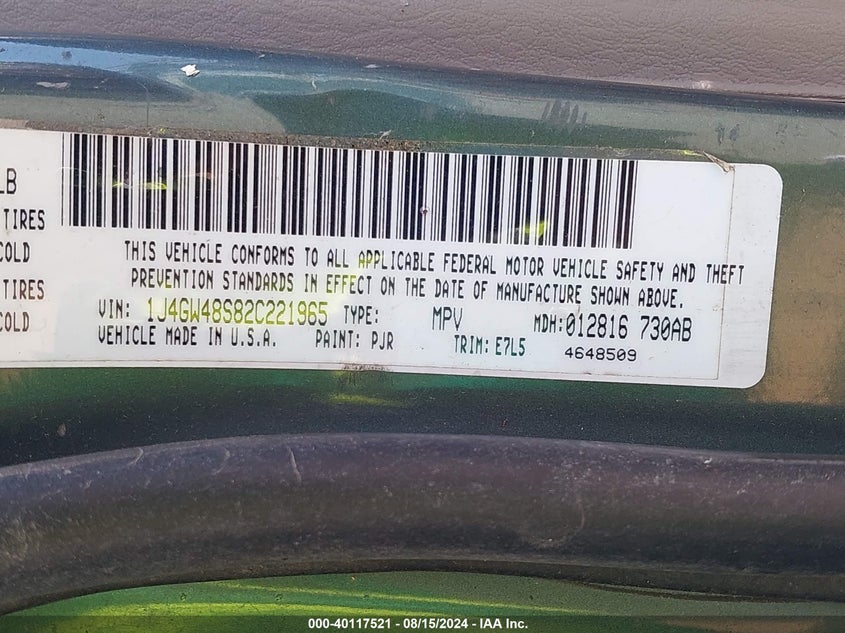 LB
TIRES
COLD
TIRES
COLD
THIS VEHICLE CONFORMS TO ALL APPLICABLE FEDERAL MOTOR VEHICLE SAFETY AND THEFT
PREVENTION STANDARDS IN EFFECT ON THE DATE OF MANUFACTURE SHOWN ABOVE.
VIN: 1J4GW48S82C221965 TYPE: MPV MDH:012816 730AB
VEHICLE MADE IN U.S.A. PAINT: PJR TRIM: E7L5 4648509
000-40117521 - 08/15/2024 - IAA Inc.